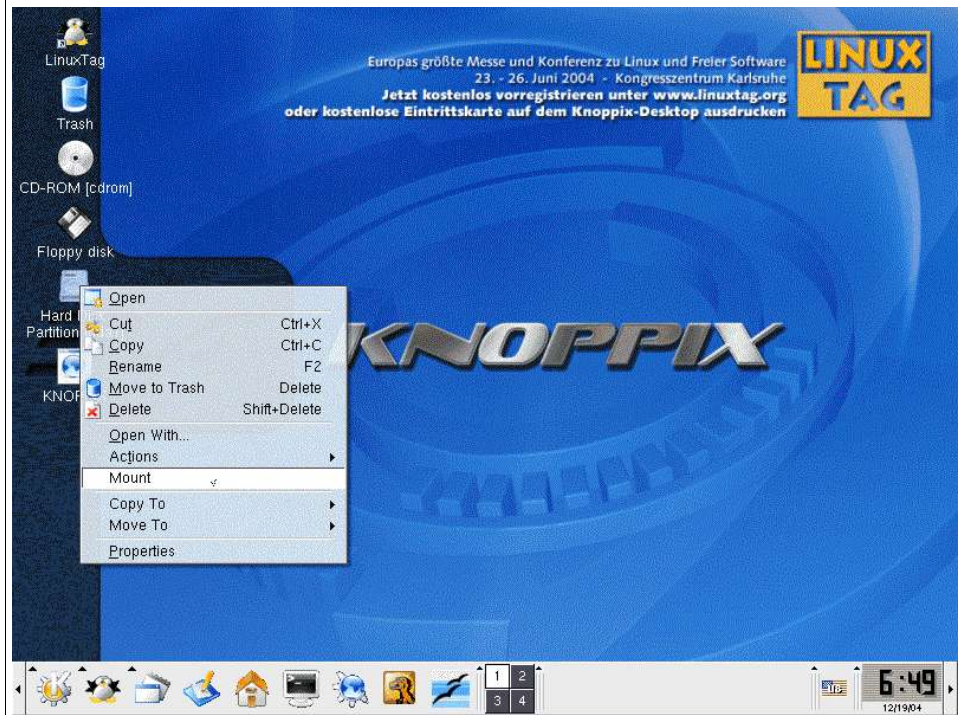 LinuxTag
Trash
CD-ROM [cdrom]
Floppy disk
Hard
Partition
Europas größte Messe und Konferenz zu Linux und Freier Software
23. - 26. Juni 2004 - Kongresszentrum Karlsruhe
Jetzt kostenlos vorregistrieren unter www.linuxtag.org
oder kostenlose Eintrittskarte auf dem Knoppix-Desktop ausdrucken
LINUX
TAG
KNOPPIX
Open
Cut Ctrl+X
Copy Ctrl+C
Rename F2
Move to Trash Delete
Delete Shift+Delete
Open With...
Actions
Mount
Copy To
Move To
Properties
1 2
3 4
6:49
12/19/04